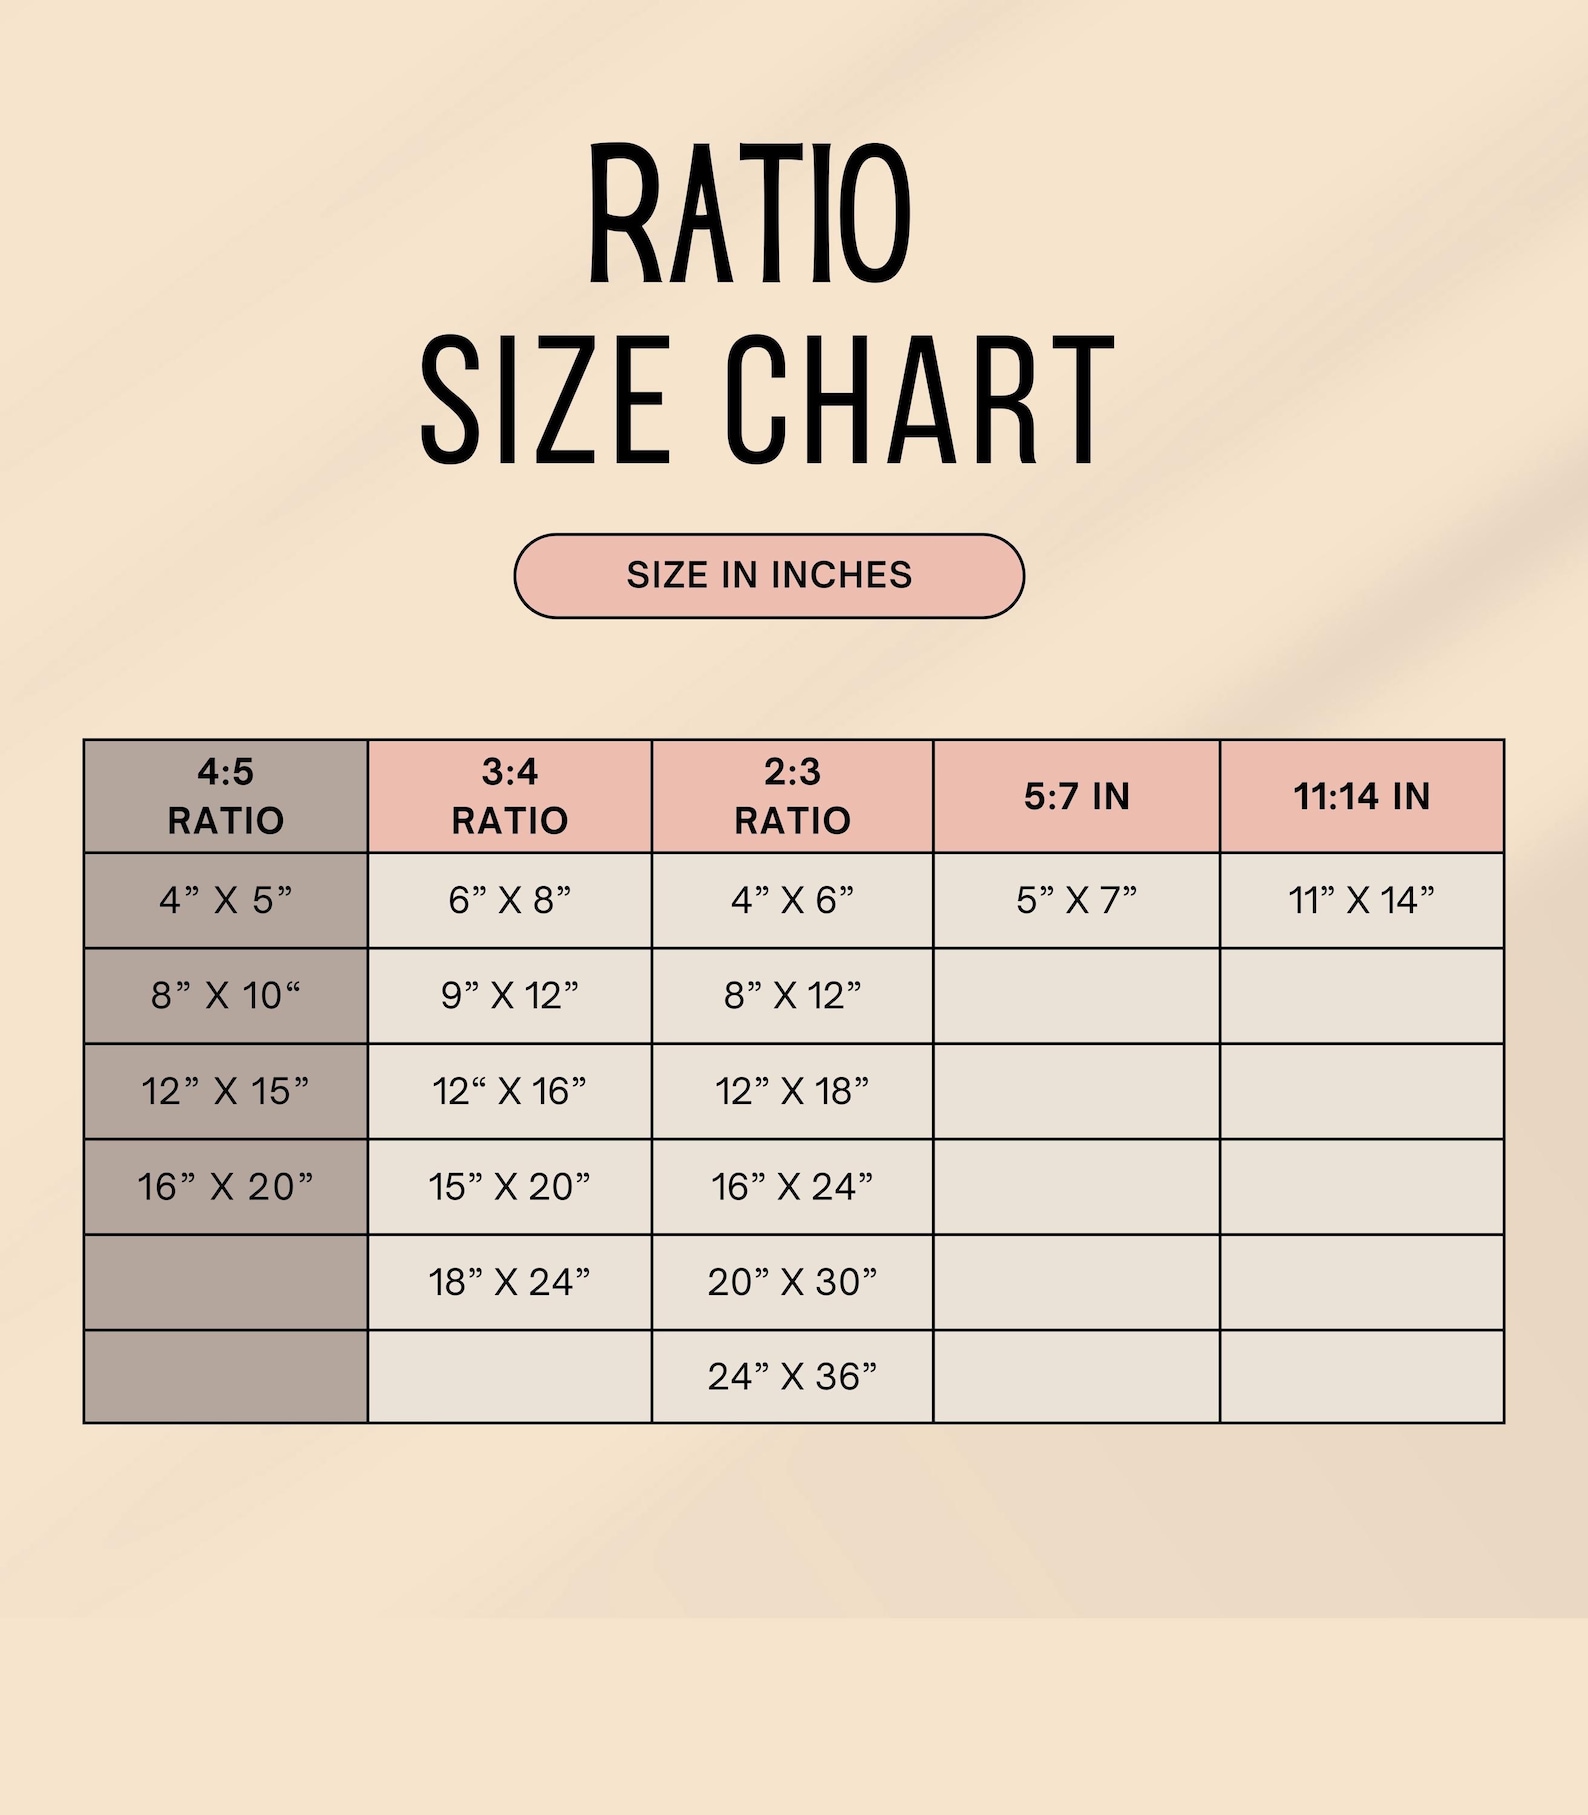 RATIO
SIZE CHART
SIZE IN INCHES
4:5
RATIO
3:4
RATIO
2:3
RATIO
5:7 IN
11:14 IN
4” X 5”
6” X 8”
4” X 6”
5” X 7”
11” X 14”
8” X 10“
9” X 12”
8” X 12”
12” X 15”
12“ X 16”
12” X 18”
16” X 20”
15” X 20”
16” X 24”
18” X 24”
20” X 30”
24” X 36”